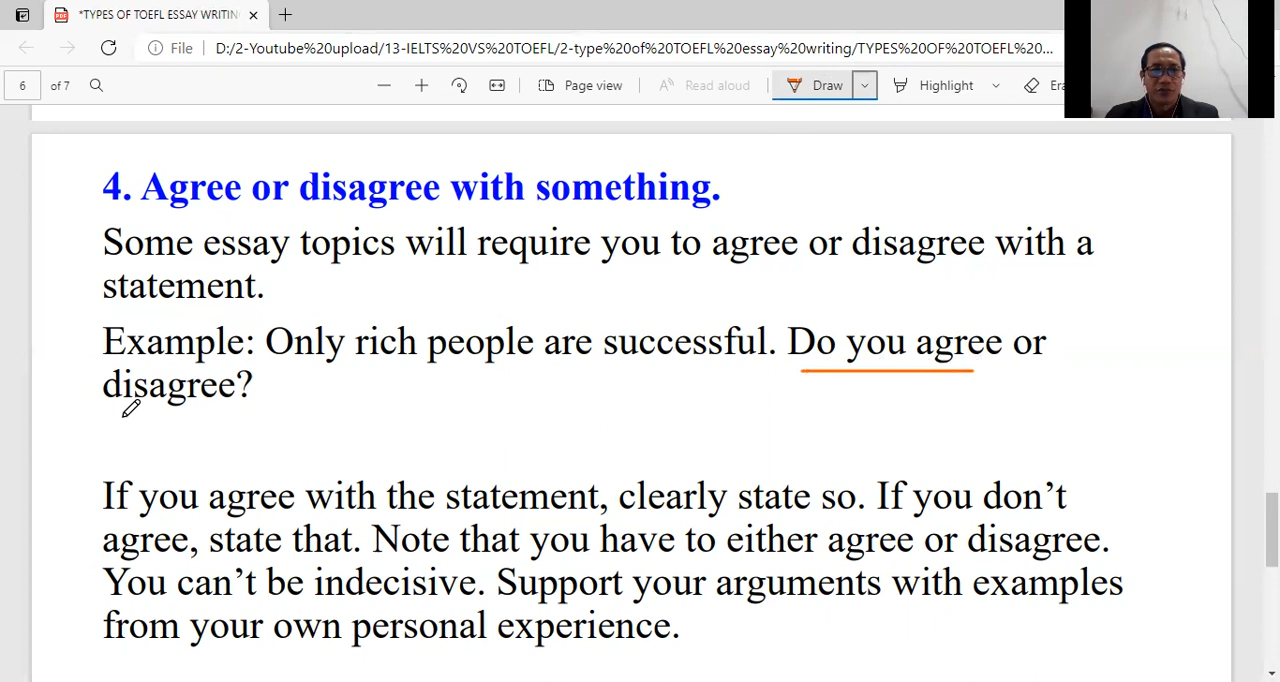 *TYPES OF TOEFL ESSAY WRITIN
File D:/2-Youtube%20upload/13-IELTS%20VS%20TOEFL/2-type%20of%20TOEFL%20essay%20writing/TYPES%20OF%20TOEFL%20...
6 of 7 Page view Read aloud Draw Highlight Era
4. Agree or disagree with something.
Some essay topics will require you to agree or disagree with a
statement.
Example: Only rich people are successful. Do you agree or
disagree?
If you agree with the statement, clearly state so. If you don’t
agree, state that. Note that you have to either agree or disagree.
You can’t be indecisive. Support your arguments with examples
from your own personal experience.